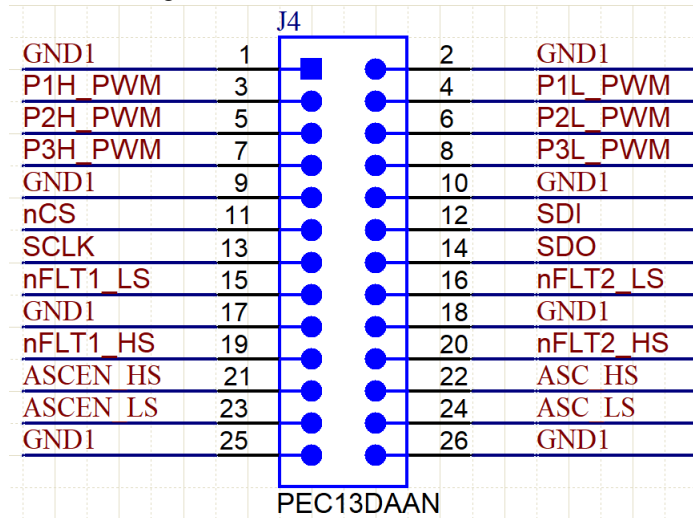 J4
GND1 1 2 GND1
P1H_PWM 3 4 P1L_PWM
P2H_PWM 5 6 P2L_PWM
P3H_PWM 7 8 P3L_PWM
GND1 9 10 GND1
nCS 11 12 SDI
SCLK 13 14 SDO
nFLT1_LS 15 16 nFLT2_LS
GND1 17 18 GND1
nFLT1_HS 19 20 nFLT2_HS
ASCEN_HS 21 22 ASC_HS
ASCEN_LS 23 24 ASC_LS
GND1 25 26 GND1
PEC13DAAN